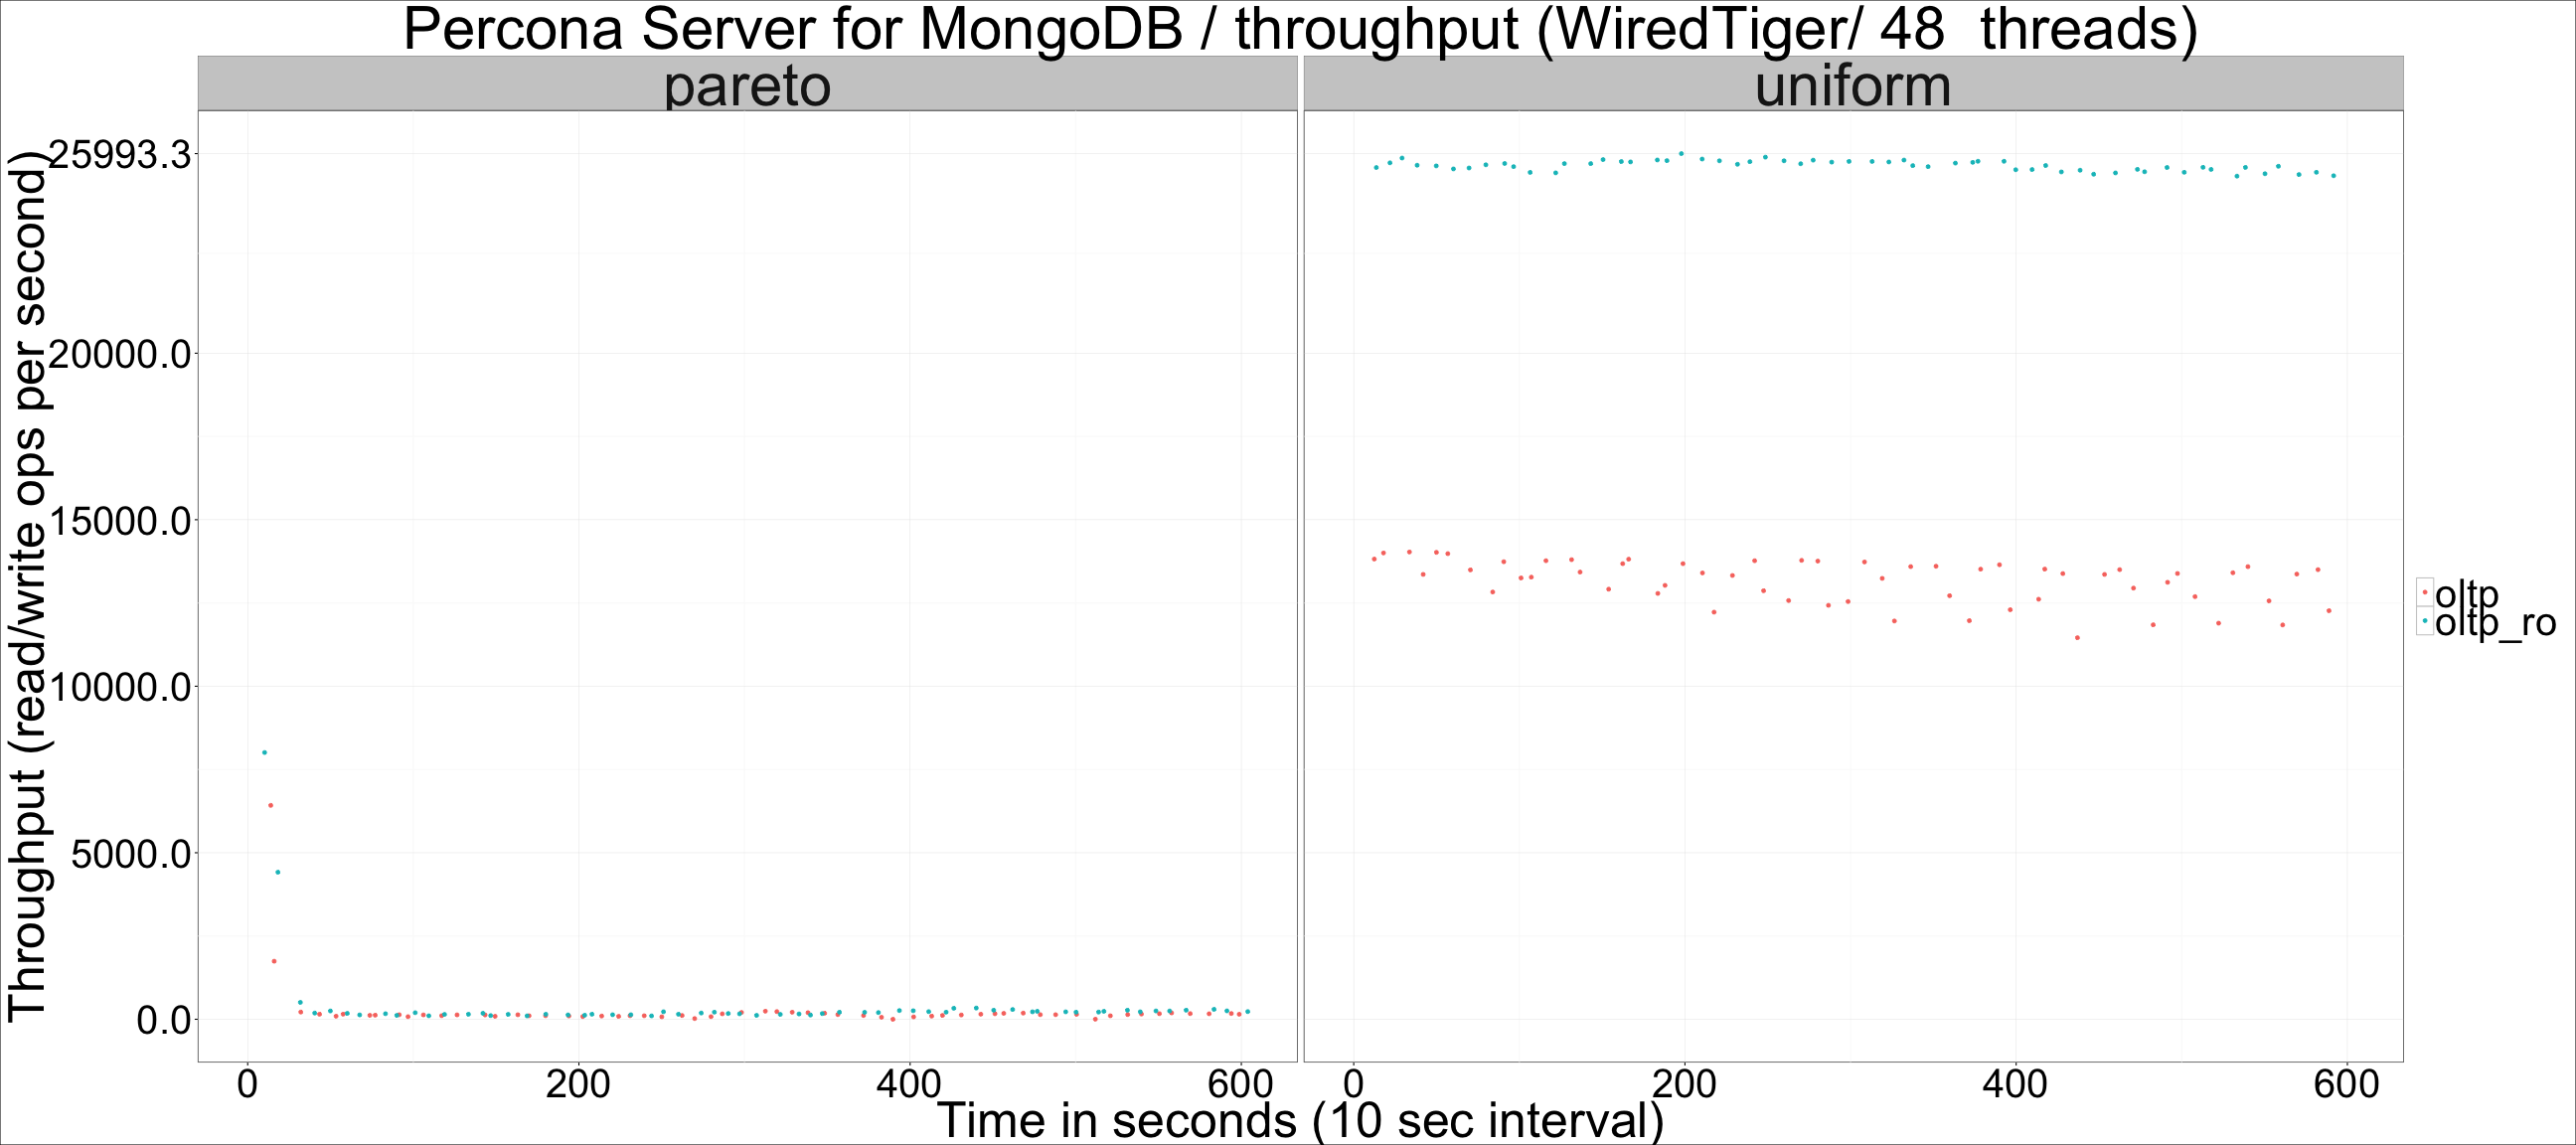 Percona Server for MongoDB / throughput (WiredTiger/ 48  threads)
pareto
uniform
Throughput (read/write ops per second)
25993.3
20000.0
15000.0
10000.0
5000.0
0.0
0 200 400 600
0 200 400 600
Time in seconds (10 sec interval)
oltp
oltp_ro